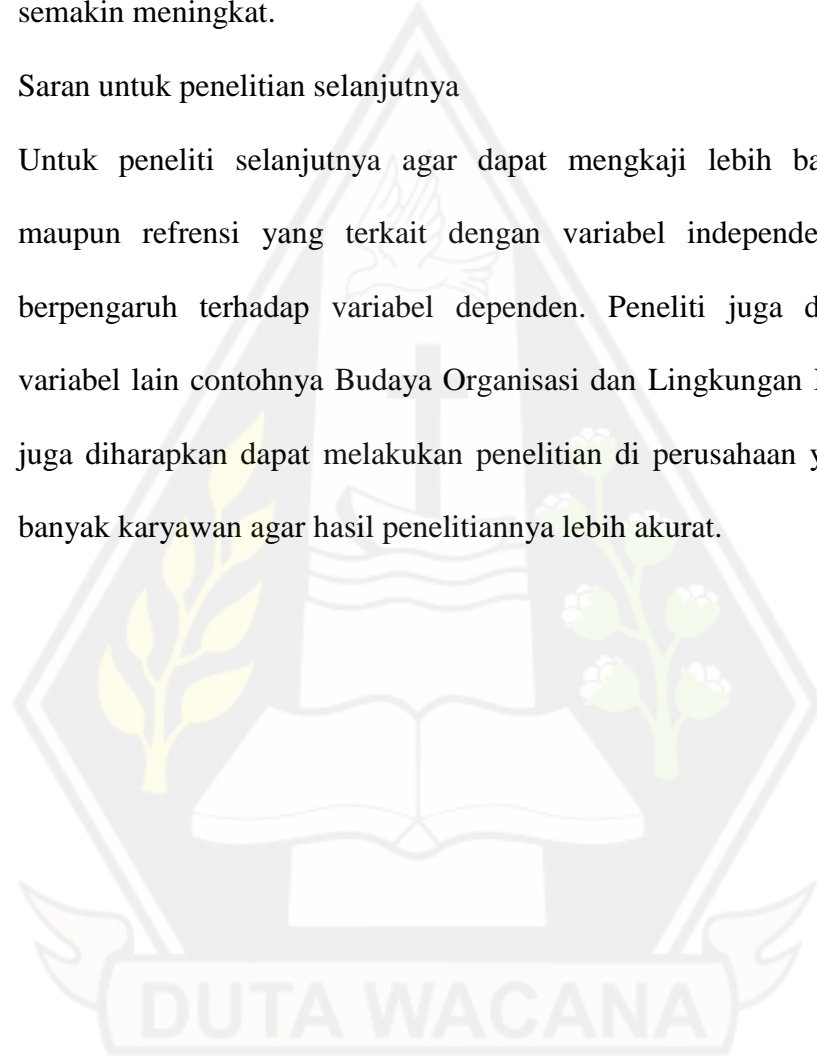 semakin meningkat.
Saran untuk penelitian selanjutnya
Untuk peneliti selanjutnya agar dapat mengkaji lebih
maupun refrensi yang terkait dengan variabel
berpengaruh terhadap variabel dependen. Peneliti juga
variabel lain contohnya Budaya Organisasi dan Lingkungan
juga diharapkan dapat melakukan penelitian di perusahaan
banyak karyawan agar hasil penelitiannya lebih akurat.
DUTA WACANA